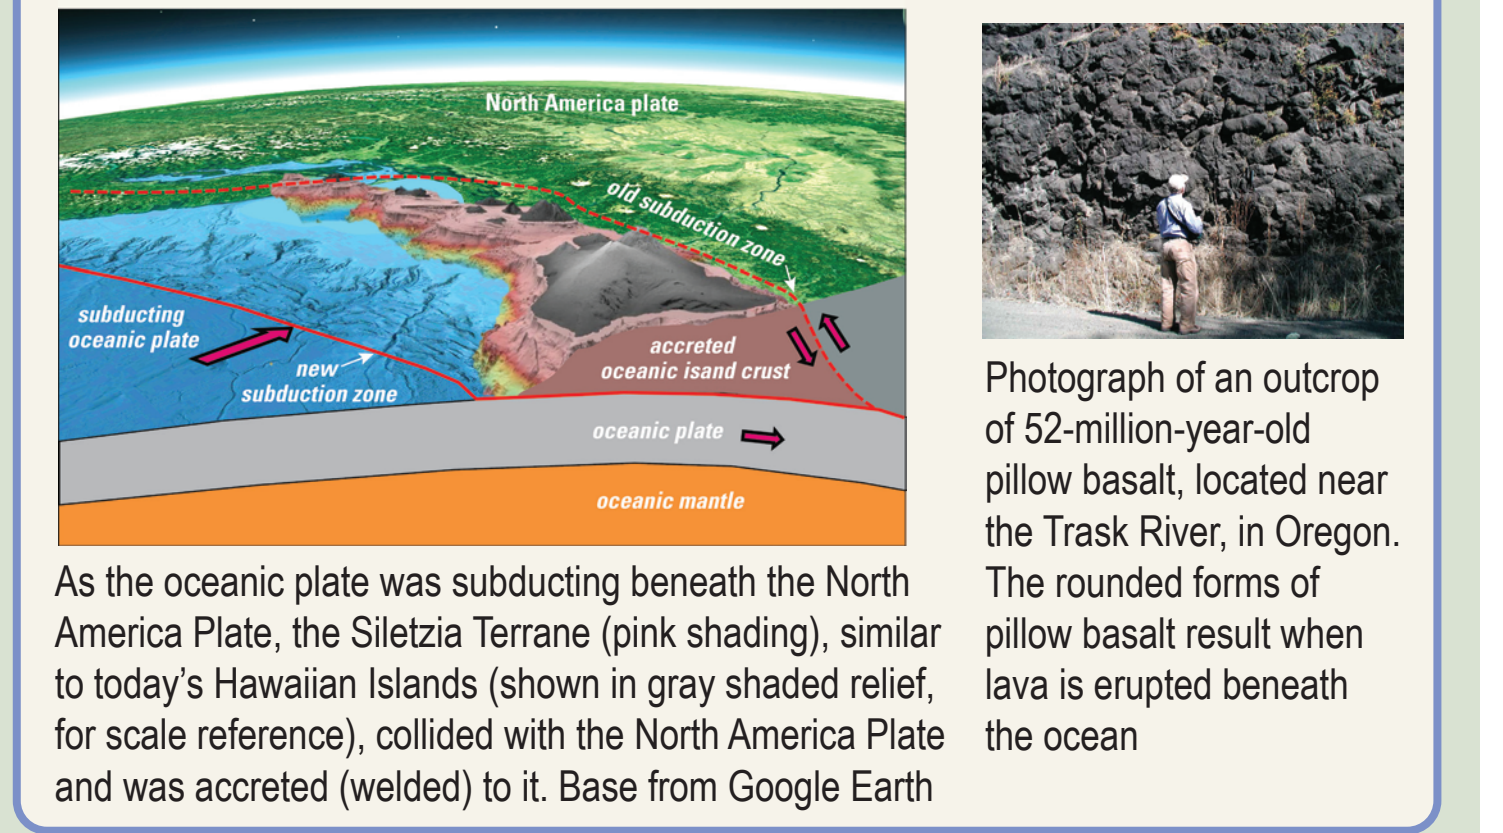 North America plate
old subduction zone
subducting
oceanic plate
new
subduction zone
accreted
oceanic isand crust
oceanic plate
oceanic mantle
As the oceanic plate was subducting beneath the North
America Plate, the Siletzia Terrane (pink shading), similar
to today’s Hawaiian Islands (shown in gray shaded relief,
for scale reference), collided with the North America Plate
and was accreted (welded) to it. Base from Google Earth
Photograph of an outcrop
of 52-million-year-old
pillow basalt, located near
the Trask River, in Oregon.
The rounded forms of
pillow basalt result when
lava is erupted beneath
the ocean